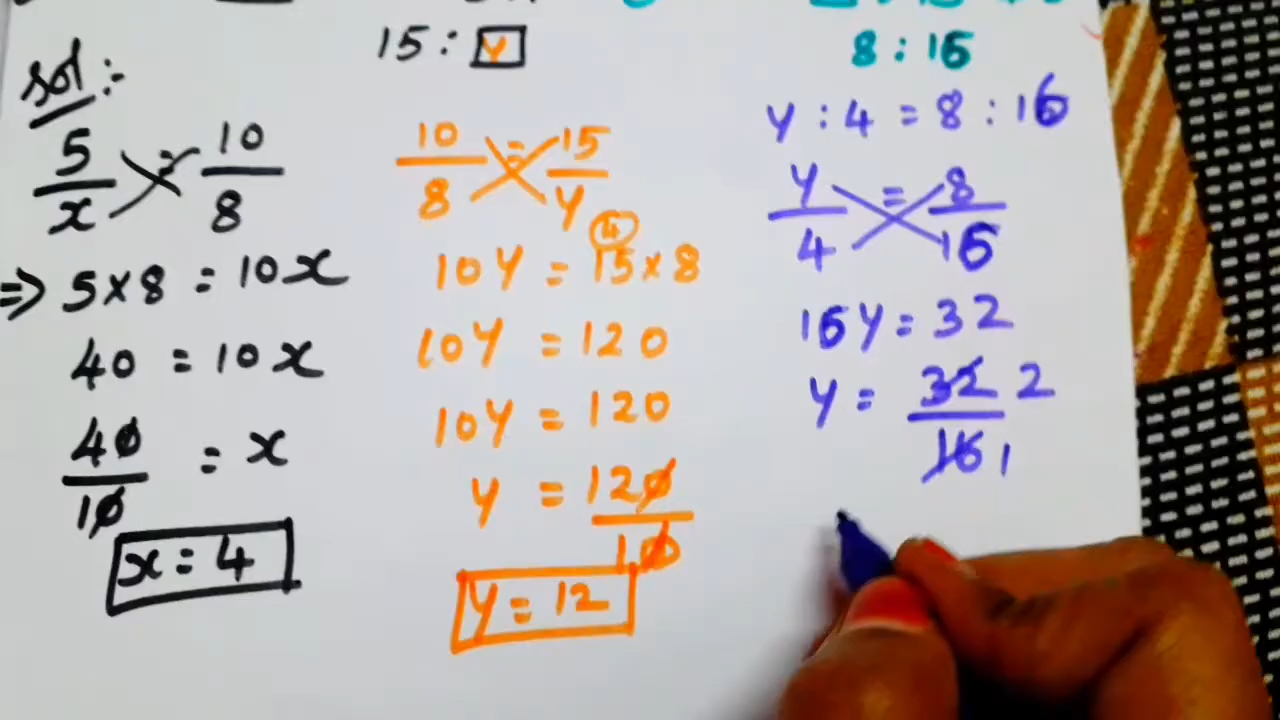 15 : y
8 : 16
Sol :-
5/x = 10/8
=> 5 x 8 = 10x
40 = 10x
40/10 = x
x = 4
10/8 = 15/y
4
10y = 15 x 8
10y = 120
10y = 120
y = 120/10
y = 12
y : 4 = 8 : 16
y/4 = 8/16
16y = 32
y = 32/16 2 1